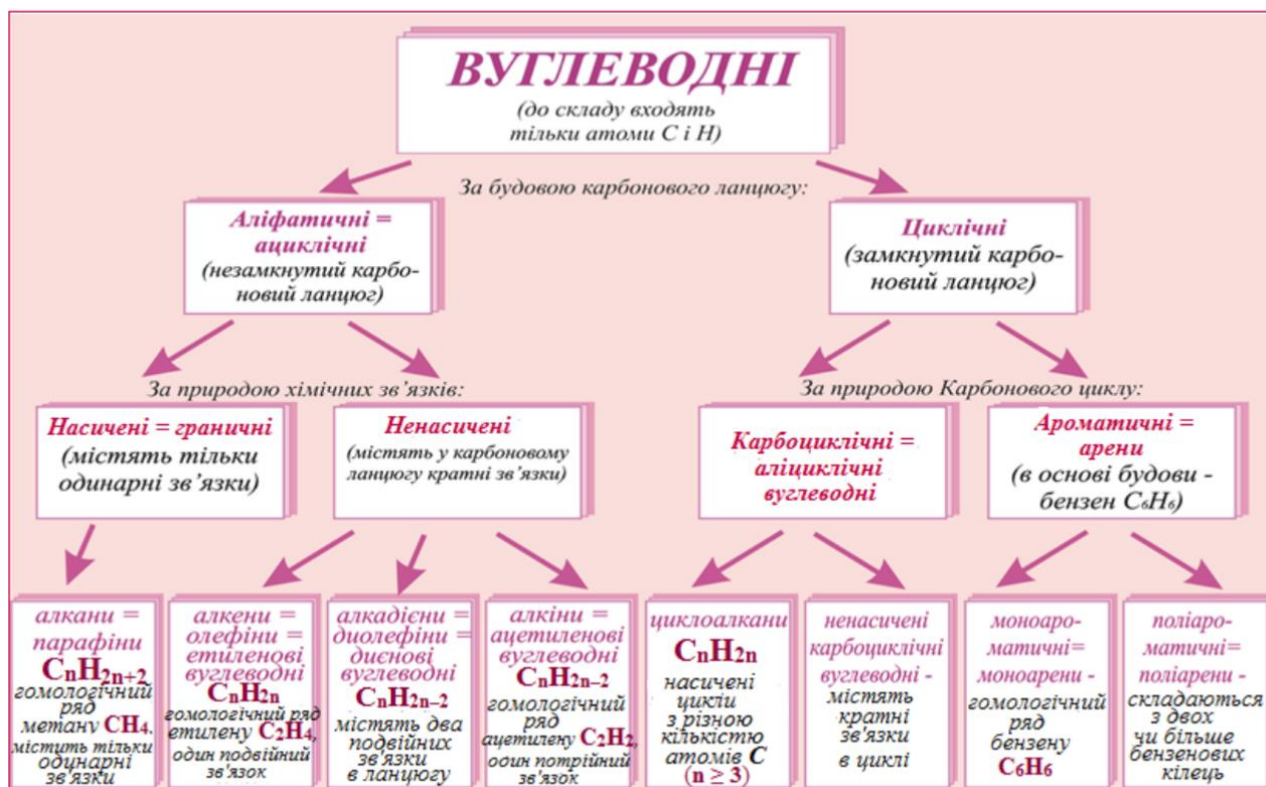 ВУГЛЕВОДНІ
(до складу входять
тільки атоми С і Н)
За будовою карбонового ланцюгу:
Аліфатичні =
ациклічні
(незамкнутий карбо-
новий ланцюг)
Циклічні
(замкнутий карбо-
новий ланцюг)
За природою хімічних зв’язків:
За природою Карбонового циклу:
Насичені = граничні
(містять тільки
одинарні зв’язки)
Ненасичені
(містять у карбоновому
ланцюгу кратні зв’язки)
Карбоциклічні =
аліциклічні
вуглеводні
Ароматичні =
арени
(в основі будови -
бензен C₆H₆)
алкани =
парафіни
CₙH₂ₙ₊₂
гомологічний
ряд
метану CH₄.
містить тільки
одинарні
зв'язки
алкени =
олефіни =
етиленові
вуглеводні
CₙH₂ₙ
гомологічний ряд
етилену C₂H₄,
один подвійний
зв'язок
алкадієни =
диолефіни =
диєнові
вуглеводні
CₙH₂ₙ₋₂
містять два
подвійних
зв'язки
в ланцюгу
алкіни =
ацетиленові
вуглеводні
CₙH₂ₙ₋₂
гомологічний
ряд
ацетилену C₂H₂,
один потрійний
зв'язок
циклоалкани
CₙH₂ₙ
насичені
цикли
з різною
кількістю
атомів С
(n ≥ 3)
ненасичені
карбоциклічні
вуглеводні -
містять
кратні
зв'язки
в циклі
моноаро-
матичні=
моноарени -
гомологічний
ряд
бензену
C₆H₆
поліаро-
матичні=
поліарени -
складаються
з двох
чи більше
бензенових
кілець